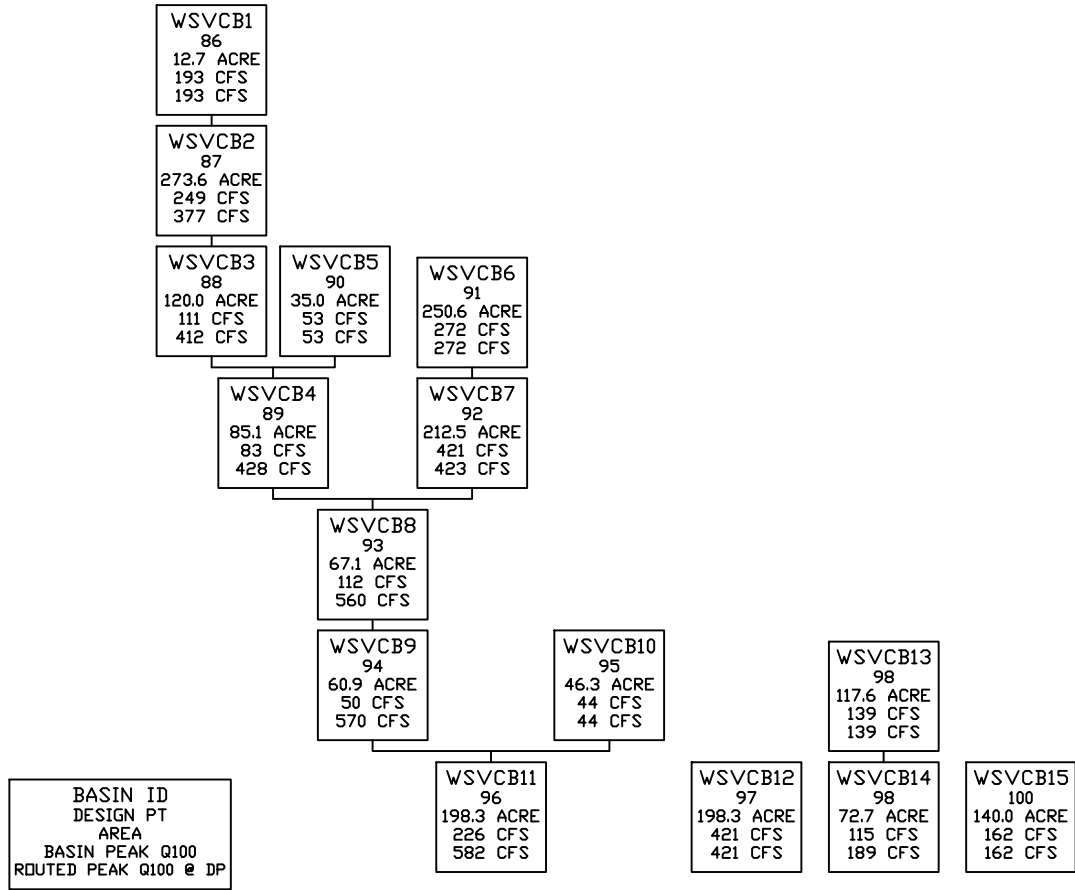 WSVCB1
86
12.7 ACRE
193 CFS
193 CFS
WSVCB2
87
273.6 ACRE
249 CFS
377 CFS
WSVCB3
88
120.0 ACRE
111 CFS
412 CFS
WSVCB5
90
35.0 ACRE
53 CFS
53 CFS
WSVCB6
91
250.6 ACRE
272 CFS
272 CFS
WSVCB4
89
85.1 ACRE
83 CFS
428 CFS
WSVCB7
92
212.5 ACRE
421 CFS
423 CFS
WSVCB8
93
67.1 ACRE
112 CFS
560 CFS
WSVCB9
94
60.9 ACRE
50 CFS
570 CFS
WSVCB10
95
46.3 ACRE
44 CFS
44 CFS
WSVCB13
98
117.6 ACRE
139 CFS
139 CFS
WSVCB11
96
198.3 ACRE
226 CFS
582 CFS
WSVCB12
97
198.3 ACRE
421 CFS
421 CFS
WSVCB14
98
72.7 ACRE
115 CFS
189 CFS
WSVCB15
100
140.0 ACRE
162 CFS
162 CFS
BASIN ID
DESIGN PT
AREA
BASIN PEAK Q100
ROUTED PEAK Q100 @ DP